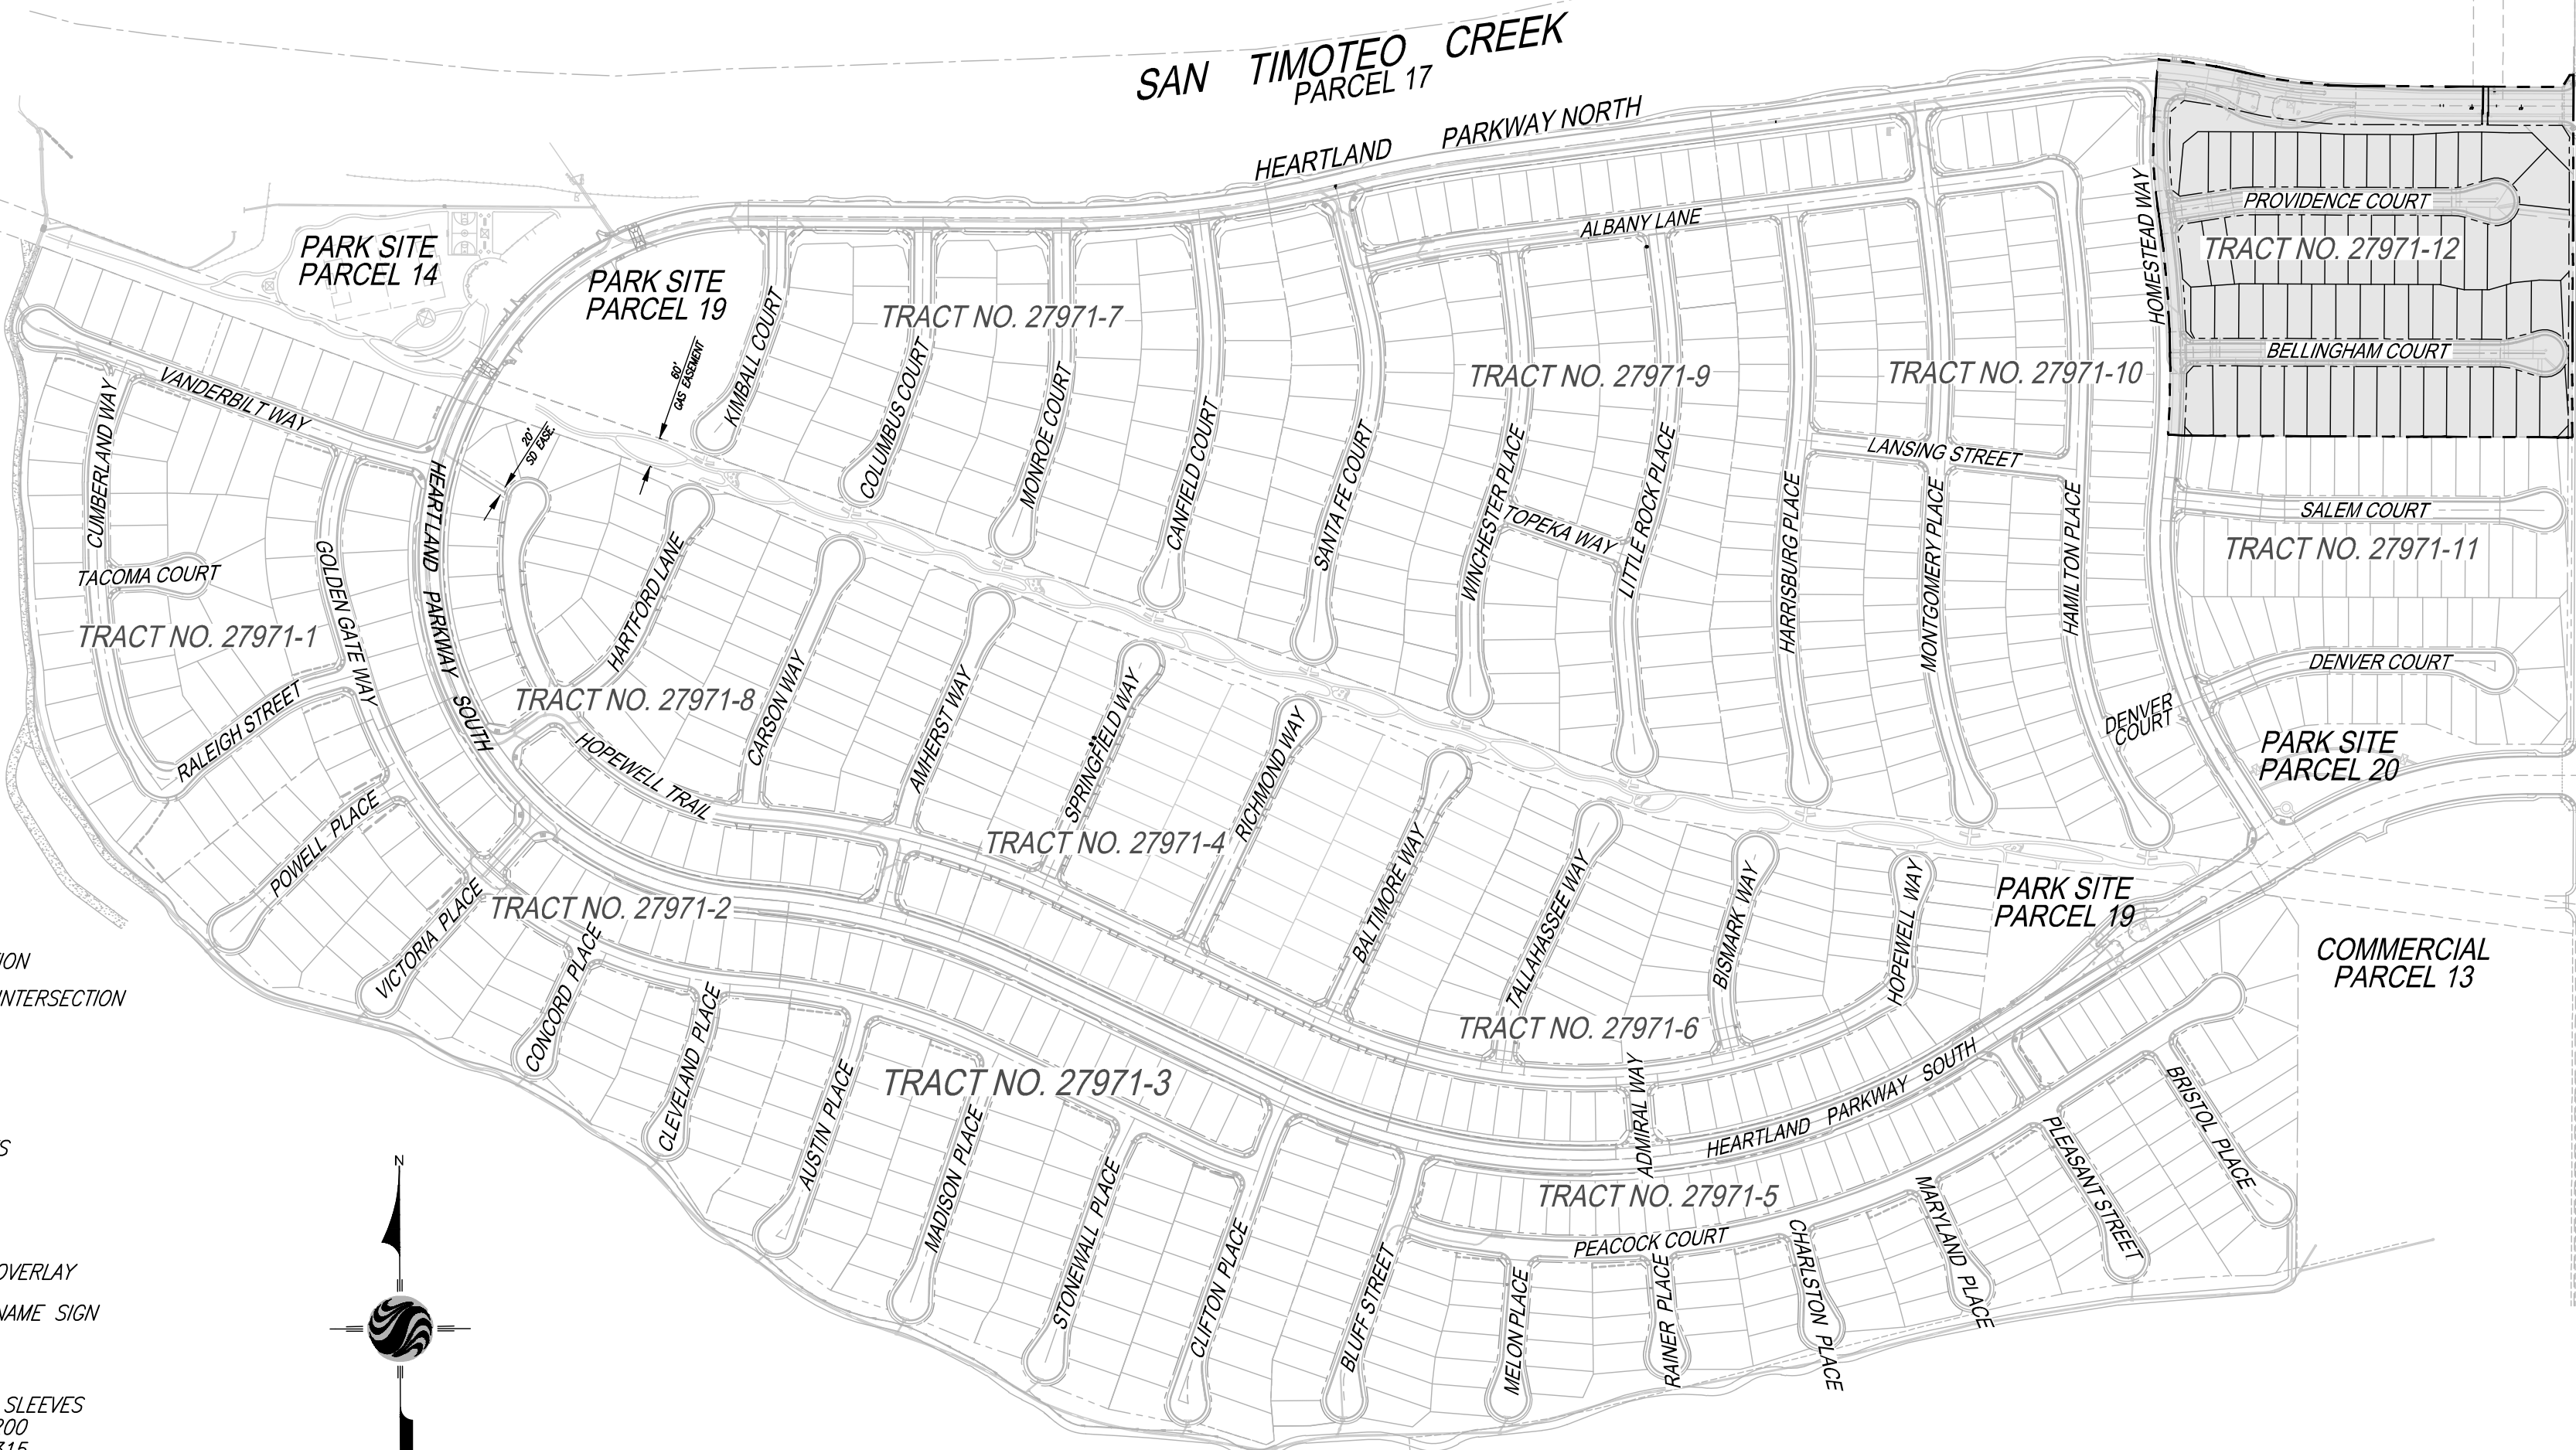 SAN TIMOTEO CREEK
PARCEL 17
HEARTLAND PARKWAY NORTH
PARK SITE
PARCEL 14
PARK SITE
PARCEL 19
60'
GAS EASEMENT
20'
SD EASE.
KIMBALL COURT
COLUMBUS COURT
TRACT NO. 27971-7
MONROE COURT
CANFIELD COURT
SANTA FE COURT
ALBANY LANE
TRACT NO. 27971-9
WINCHESTER PLACE
TOPEKA WAY
LITTLE ROCK PLACE
HARRISBURG PLACE
TRACT NO. 27971-10
LANSING STREET
MONTGOMERY PLACE
HAMILTON PLACE
HOMESTEAD WAY
PROVIDENCE COURT
TRACT NO. 27971-12
BELLINGHAM COURT
SALEM COURT
TRACT NO. 27971-11
DENVER COURT
DENVER
COURT
PARK SITE
PARCEL 20
VANDERBILT WAY
CUMBERLAND WAY
TACOMA COURT
TRACT NO. 27971-1
GOLDEN GATE WAY
RALEIGH STREET
POWELL PLACE
HEARTLAND PARKWAY SOUTH
HARTFORD LANE
TRACT NO. 27971-8
HOPEWELL TRAIL
CARSON WAY
AMHERST WAY
SPRINGFIELD WAY
TRACT NO. 27971-4
RICHMOND WAY
BALTIMORE WAY
TALLAHASSEE WAY
TRACT NO. 27971-6
BISMARK WAY
HOPEWELL WAY
PARK SITE
PARCEL 19
COMMERCIAL
PARCEL 13
VICTORIA PLACE
TRACT NO. 27971-2
CONCORD PLACE
CLEVELAND PLACE
AUSTIN PLACE
TRACT NO. 27971-3
MADISON PLACE
STONEWALL PLACE
CLIFTON PLACE
BLUFF STREET
ADMIRAL WAY
HEARTLAND PARKWAY SOUTH
TRACT NO. 27971-5
PEACOCK COURT
MELON PLACE
RAINER PLACE
CHARLSTON PLACE
MARYLAND PLACE
PLEASANT STREET
BRISTOL PLACE
ION
INTERSECTION
S
OVERLAY
NAME SIGN
SLEEVES
200
N